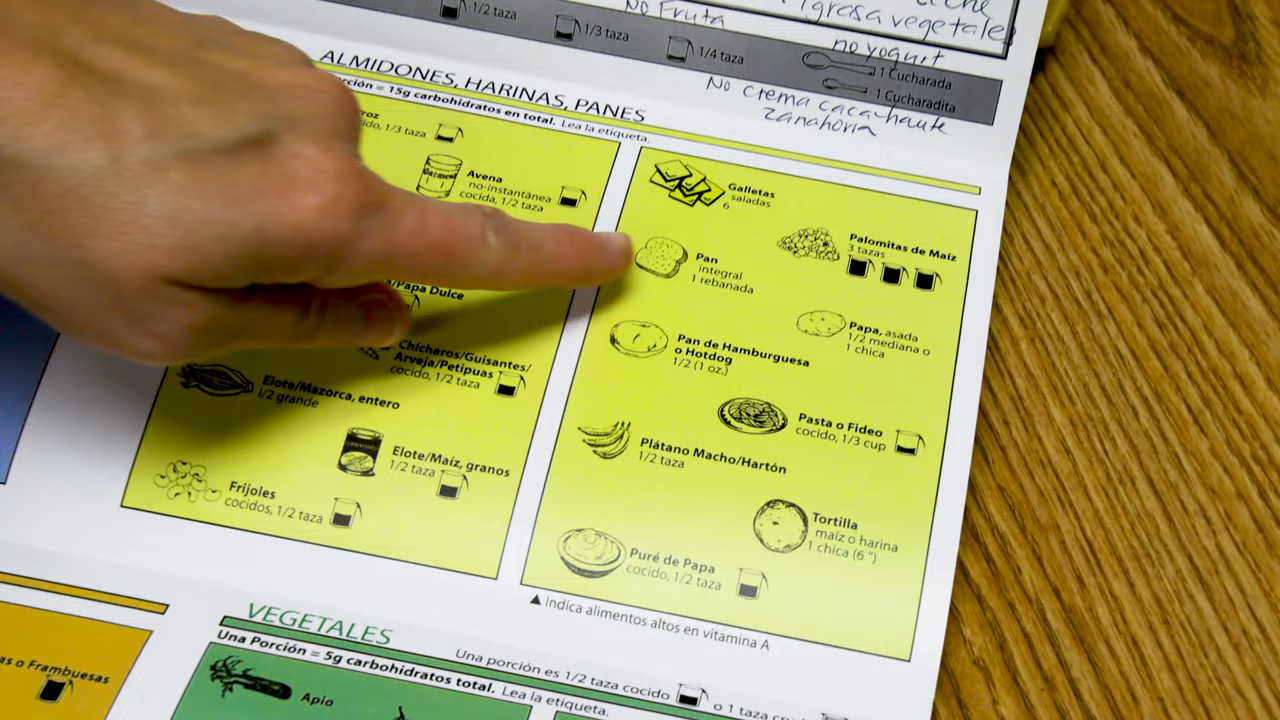 No Fruta
grasa vegetales
no yogurt
1/2 taza
1/3 taza
1/4 taza
1 Cucharada
1 Cucharadita
No crema cacahaute
zanahoria
ALMIDONES, HARINAS, PANES
Porción = 15g carbohidratos en total. Lea la etiqueta.
1/3 taza
Avena
no-instantánea
cocida, 1/2 taza
/Papa Dulce
Chícharos/Guisantes/
Arveja/Petipuas
cocido, 1/2 taza
Elote/Mazorca, entero
1/2 grande
Elote/Maíz, granos
1/2 taza
Frijoles
cocidos, 1/2 taza
Galletas
saladas
6
Palomitas de Maíz
3 tazas
Pan
integral
1 rebanada
Papa, asada
1/2 mediana o
1 chica
Pan de Hamburguesa
o Hotdog
1/2 (1 oz.)
Pasta o Fideo
cocido, 1/3 cup
Plátano Macho/Hartón
1/2 taza
Tortilla
maíz o harina
1 chica (6 ")
Puré de Papa
cocido, 1/2 taza
▲ Indica alimentos altos en vitamina A
as o Frambuesas
VEGETALES
Una Porción = 5g carbohidratos total. Lea la etiqueta.
Una porción es 1/2 taza cocido o 1 taza
Apio